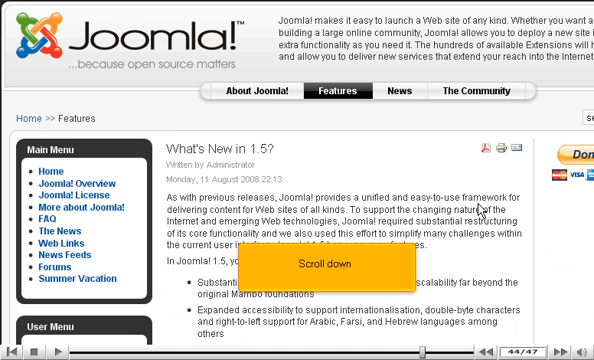 Joomla!™
...because open source matters
Joomla! makes it easy to launch a Web site of any kind. Whether you want a
building a large online community, Joomla! allows you to deploy a new site
extra functionality as you need it. The hundreds of available Extensions will
and allow you to deliver new services that extend your reach into the Internet
About Joomla!
Features
News
The Community
Home >> Features
se
Main Menu
Home
Joomla! Overview
Joomla! License
More about Joomla!
FAQ
The News
Web Links
News Feeds
Forums
Summer Vacation
User Menu
What's New in 1.5?
Written by Administrator
Monday, 11 August 2008 22:13
As with previous releases, Joomla! provides a unified and easy-to-use framework for
delivering content for Web sites of all kinds. To support the changing nature of the
Internet and emerging Web technologies, Joomla! required substantial restructuring
of its core functionality and we also used this effort to simplify many challenges within
the current user
In Joomla! 1.5, yo
Scroll down
Substanti
scalability far beyond the
original Mambo foundations
Expanded accessibility to support internationalisation, double-byte characters
and right-to-left support for Arabic, Farsi, and Hebrew languages among
others
Don
VISA
44/47